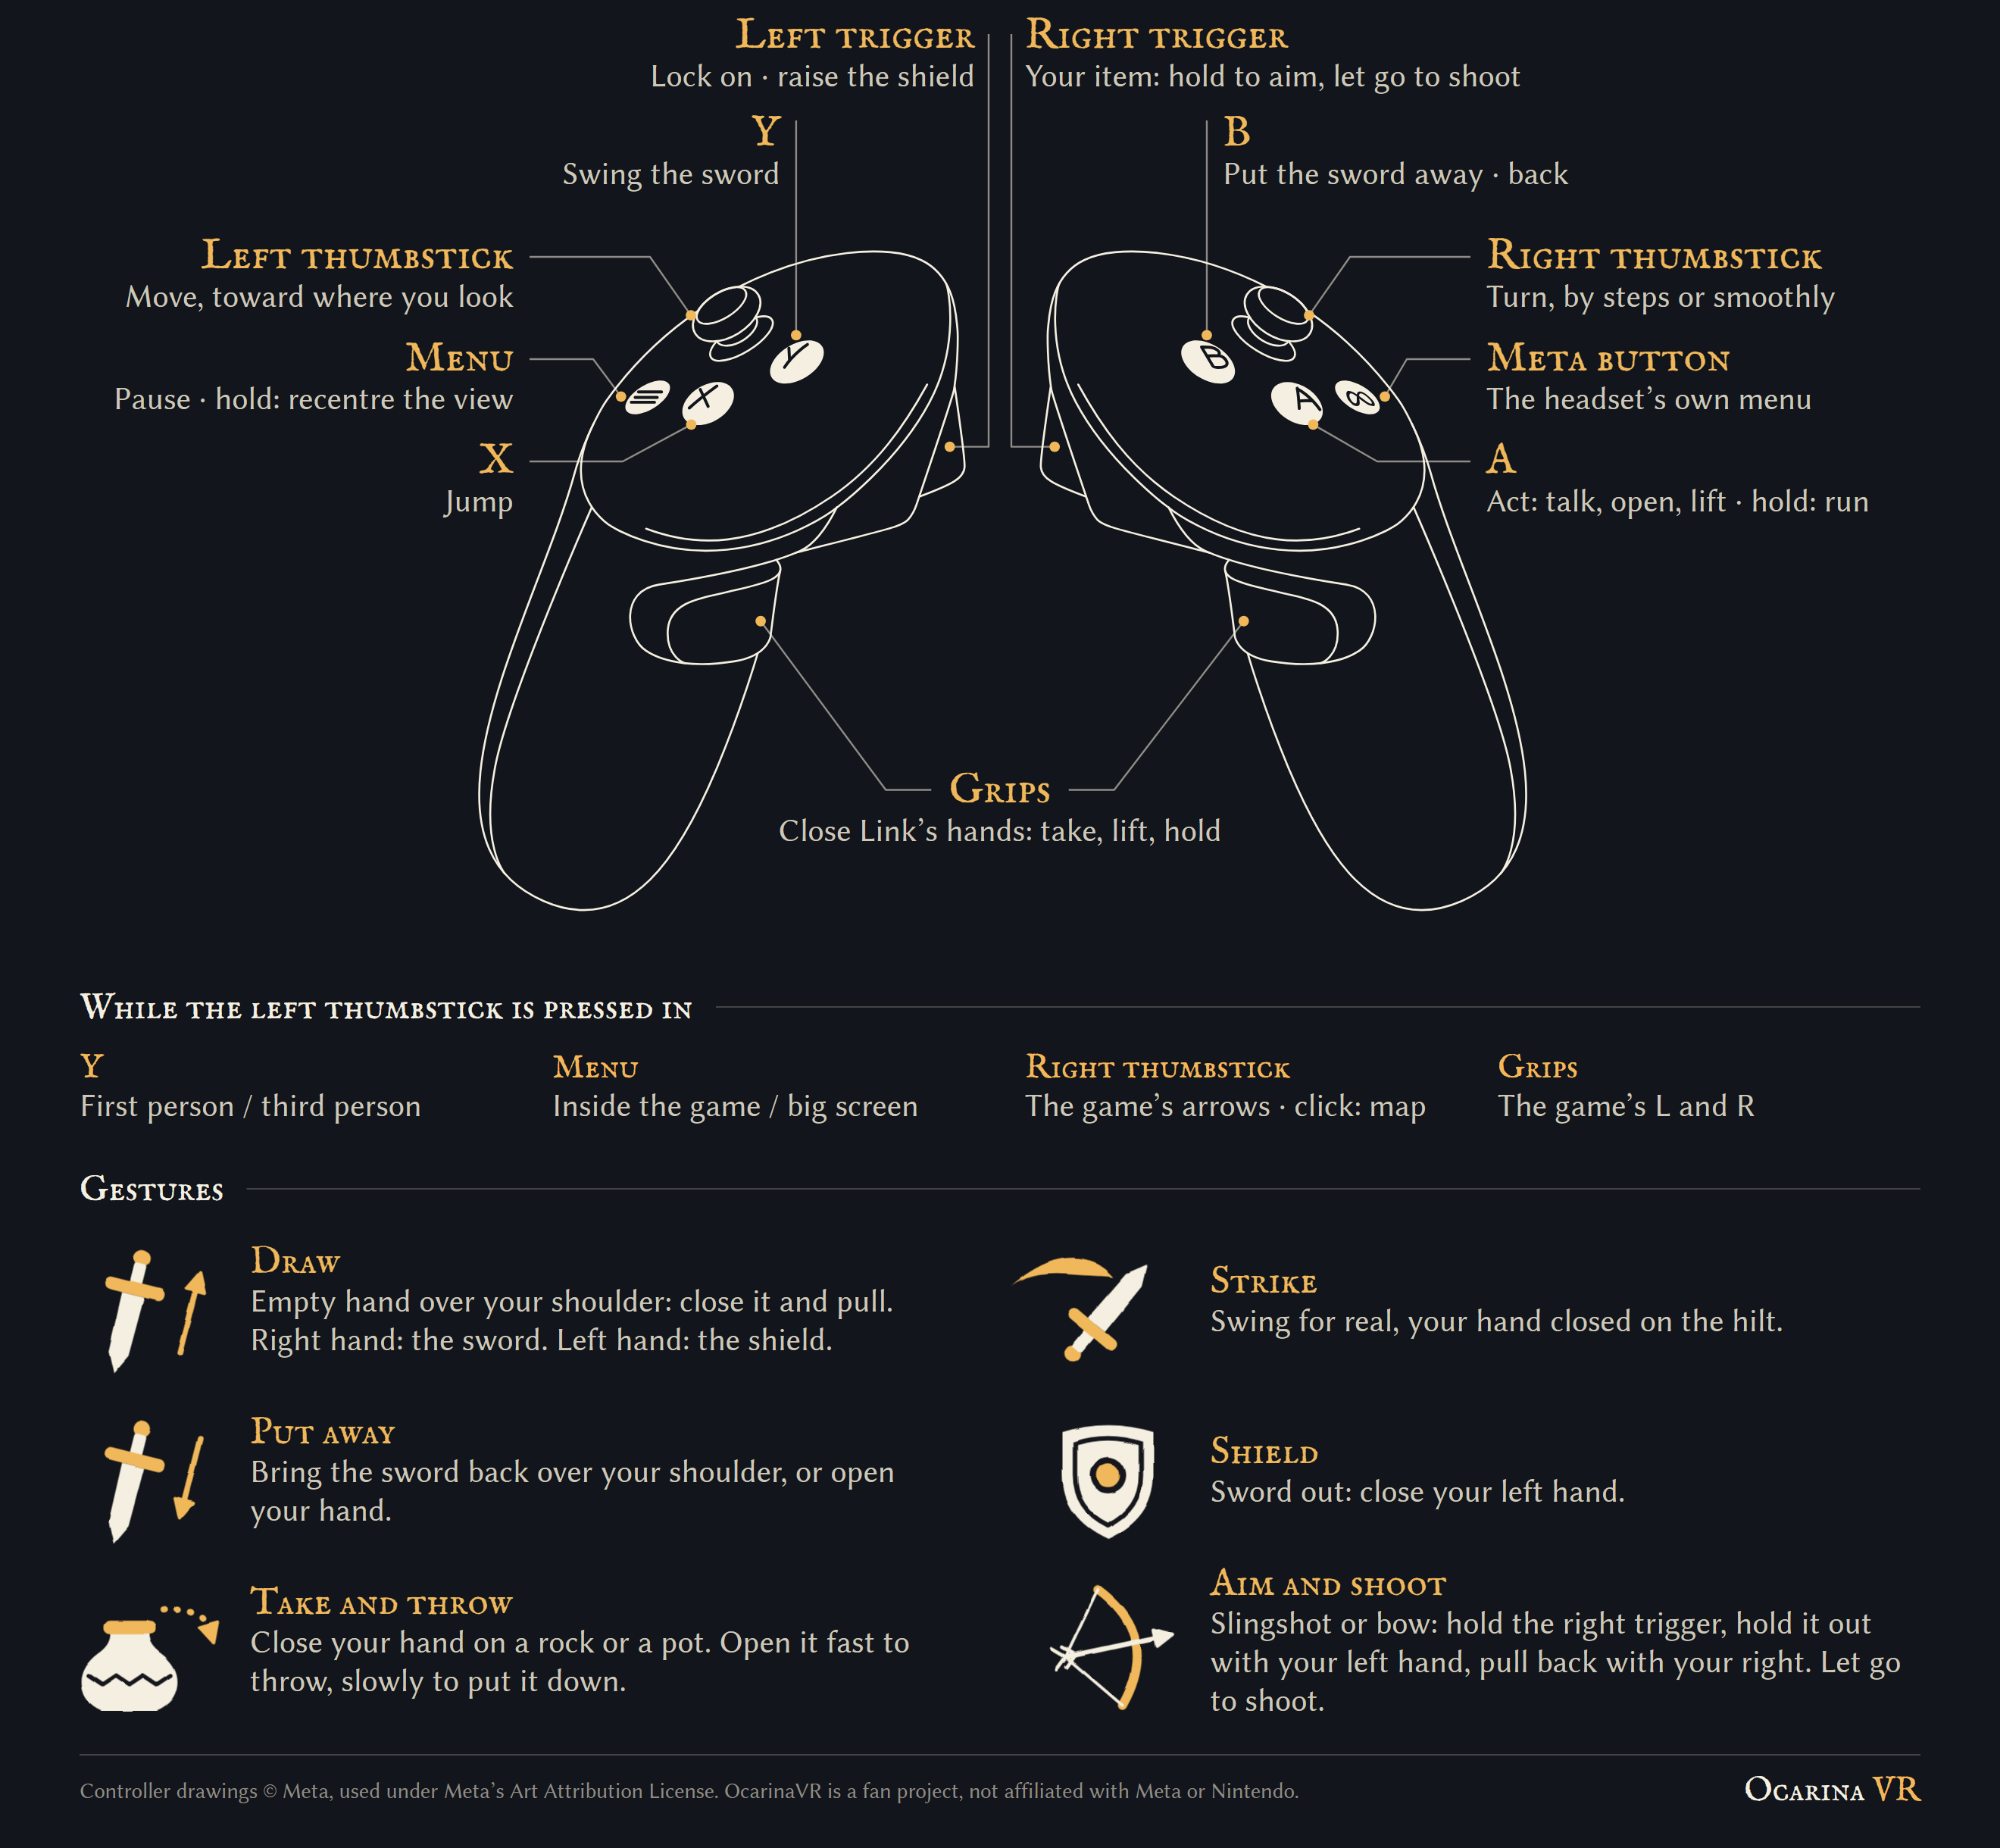 Left trigger
Lock on · raise the shield
Right trigger
Your item: hold to aim, let go to shoot
Y
Swing the sword
B
Put the sword away · back
Left thumbstick
Move, toward where you look
Right thumbstick
Turn, by steps or smoothly
Menu
Pause · hold: recentre the view
Meta button
The headset's own menu
X
Jump
A
Act: talk, open, lift · hold: run
Y
X
B
A
Grips
Close Link's hands: take, lift, hold
While the left thumbstick is pressed in
Y
First person / third person
Menu
Inside the game / big screen
Right thumbstick
The game's arrows · click: map
Grips
The game's L and R
Gestures
Draw
Empty hand over your shoulder: close it and pull.
Right hand: the sword. Left hand: the shield.
Strike
Swing for real, your hand closed on the hilt.
Put away
Bring the sword back over your shoulder, or open
your hand.
Shield
Sword out: close your left hand.
Take and throw
Close your hand on a rock or a pot. Open it fast to
throw, slowly to put it down.
Aim and shoot
Slingshot or bow: hold the right trigger, hold it out
with your left hand, pull back with your right. Let go
to shoot.
Controller drawings © Meta, used under Meta's Art Attribution License. OcarinaVR is a fan project, not affiliated with Meta or Nintendo.
Ocarina VR